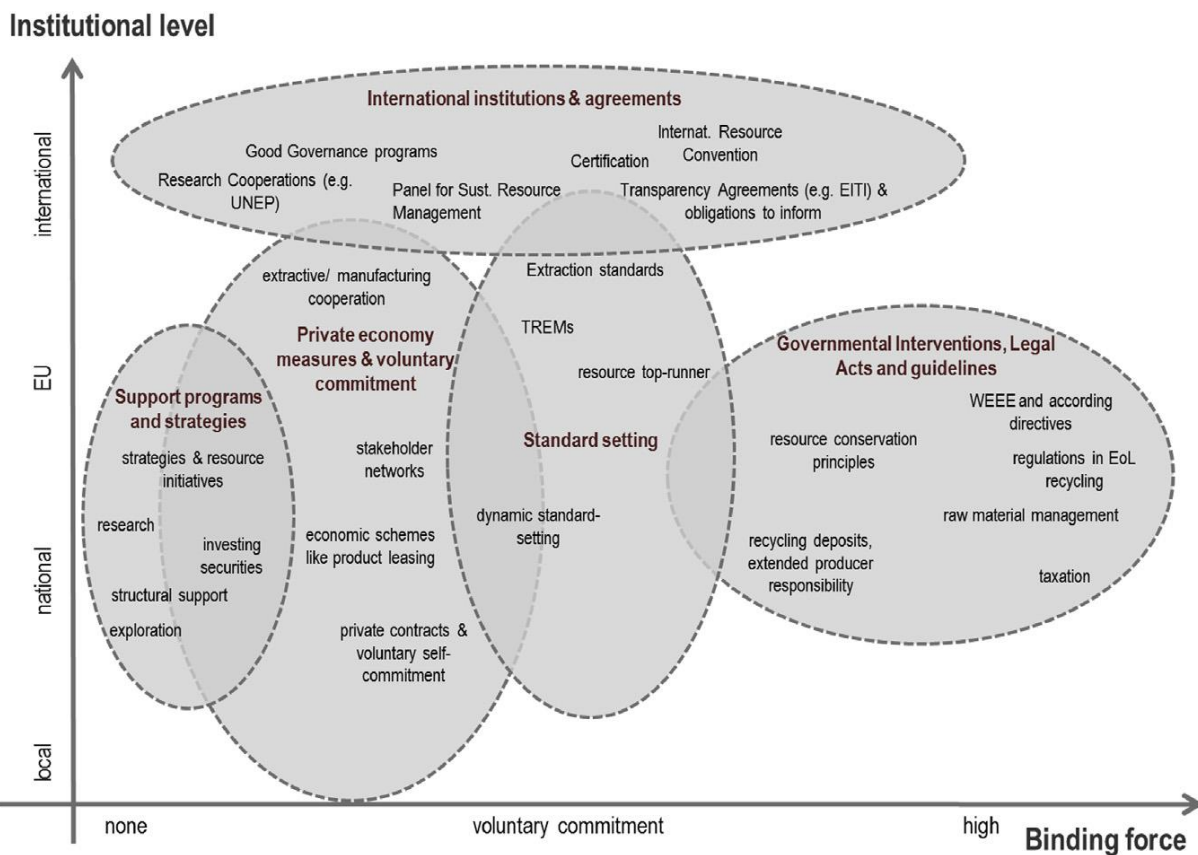 Institutional level
international
EU
national
local
International institutions & agreements
Good Governance programs
Research Cooperations (e.g.
UNEP)
Panel for Sust. Resource
Management
Certification
Internat. Resource
Convention
Transparency Agreements (e.g. EITI) &
obligations to inform
extractive/ manufacturing
cooperation
Private economy
measures & voluntary
commitment
stakeholder
networks
economic schemes
like product leasing
private contracts &
voluntary self-
commitment
Support programs
and strategies
strategies & resource
initiatives
research
investing
securities
structural support
exploration
Extraction standards
TREMs
resource top-runner
Standard setting
dynamic standard-
setting
Governmental Interventions, Legal
Acts and guidelines
WEEE and according
directives
resource conservation
principles
regulations in EoL
recycling
raw material management
recycling deposits,
extended producer
responsibility
taxation
none
voluntary commitment
high
Binding force